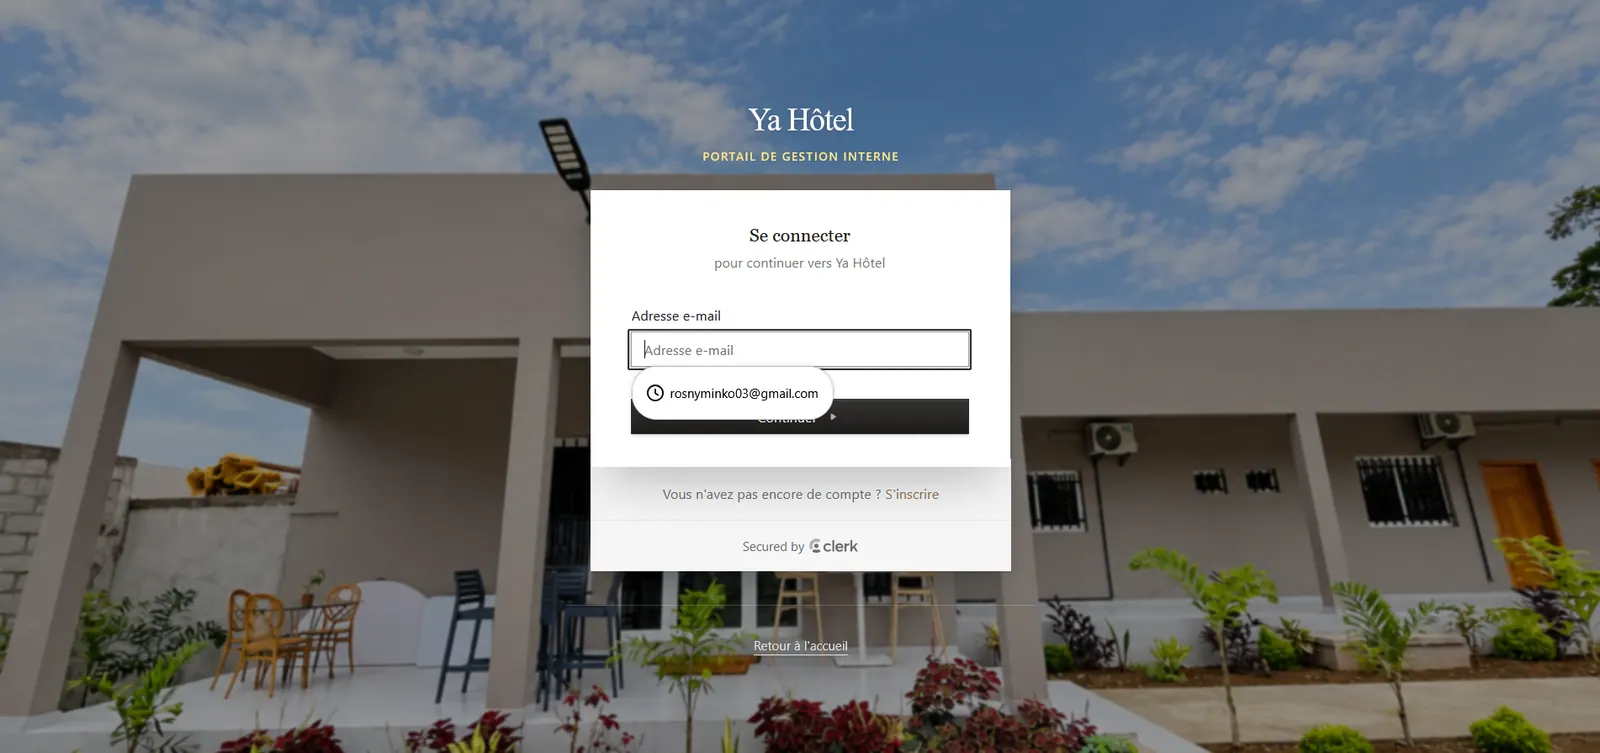 Ya Hôtel
PORTAIL DE GESTION INTERNE
Se connecter
pour continuer vers Ya Hôtel
Adresse e-mail
Adresse e-mail
rosnyminko03@gmail.com
Continuer
Vous n'avez pas encore de compte ? S'inscrire
Secured by clerk
Retour à l'accueil